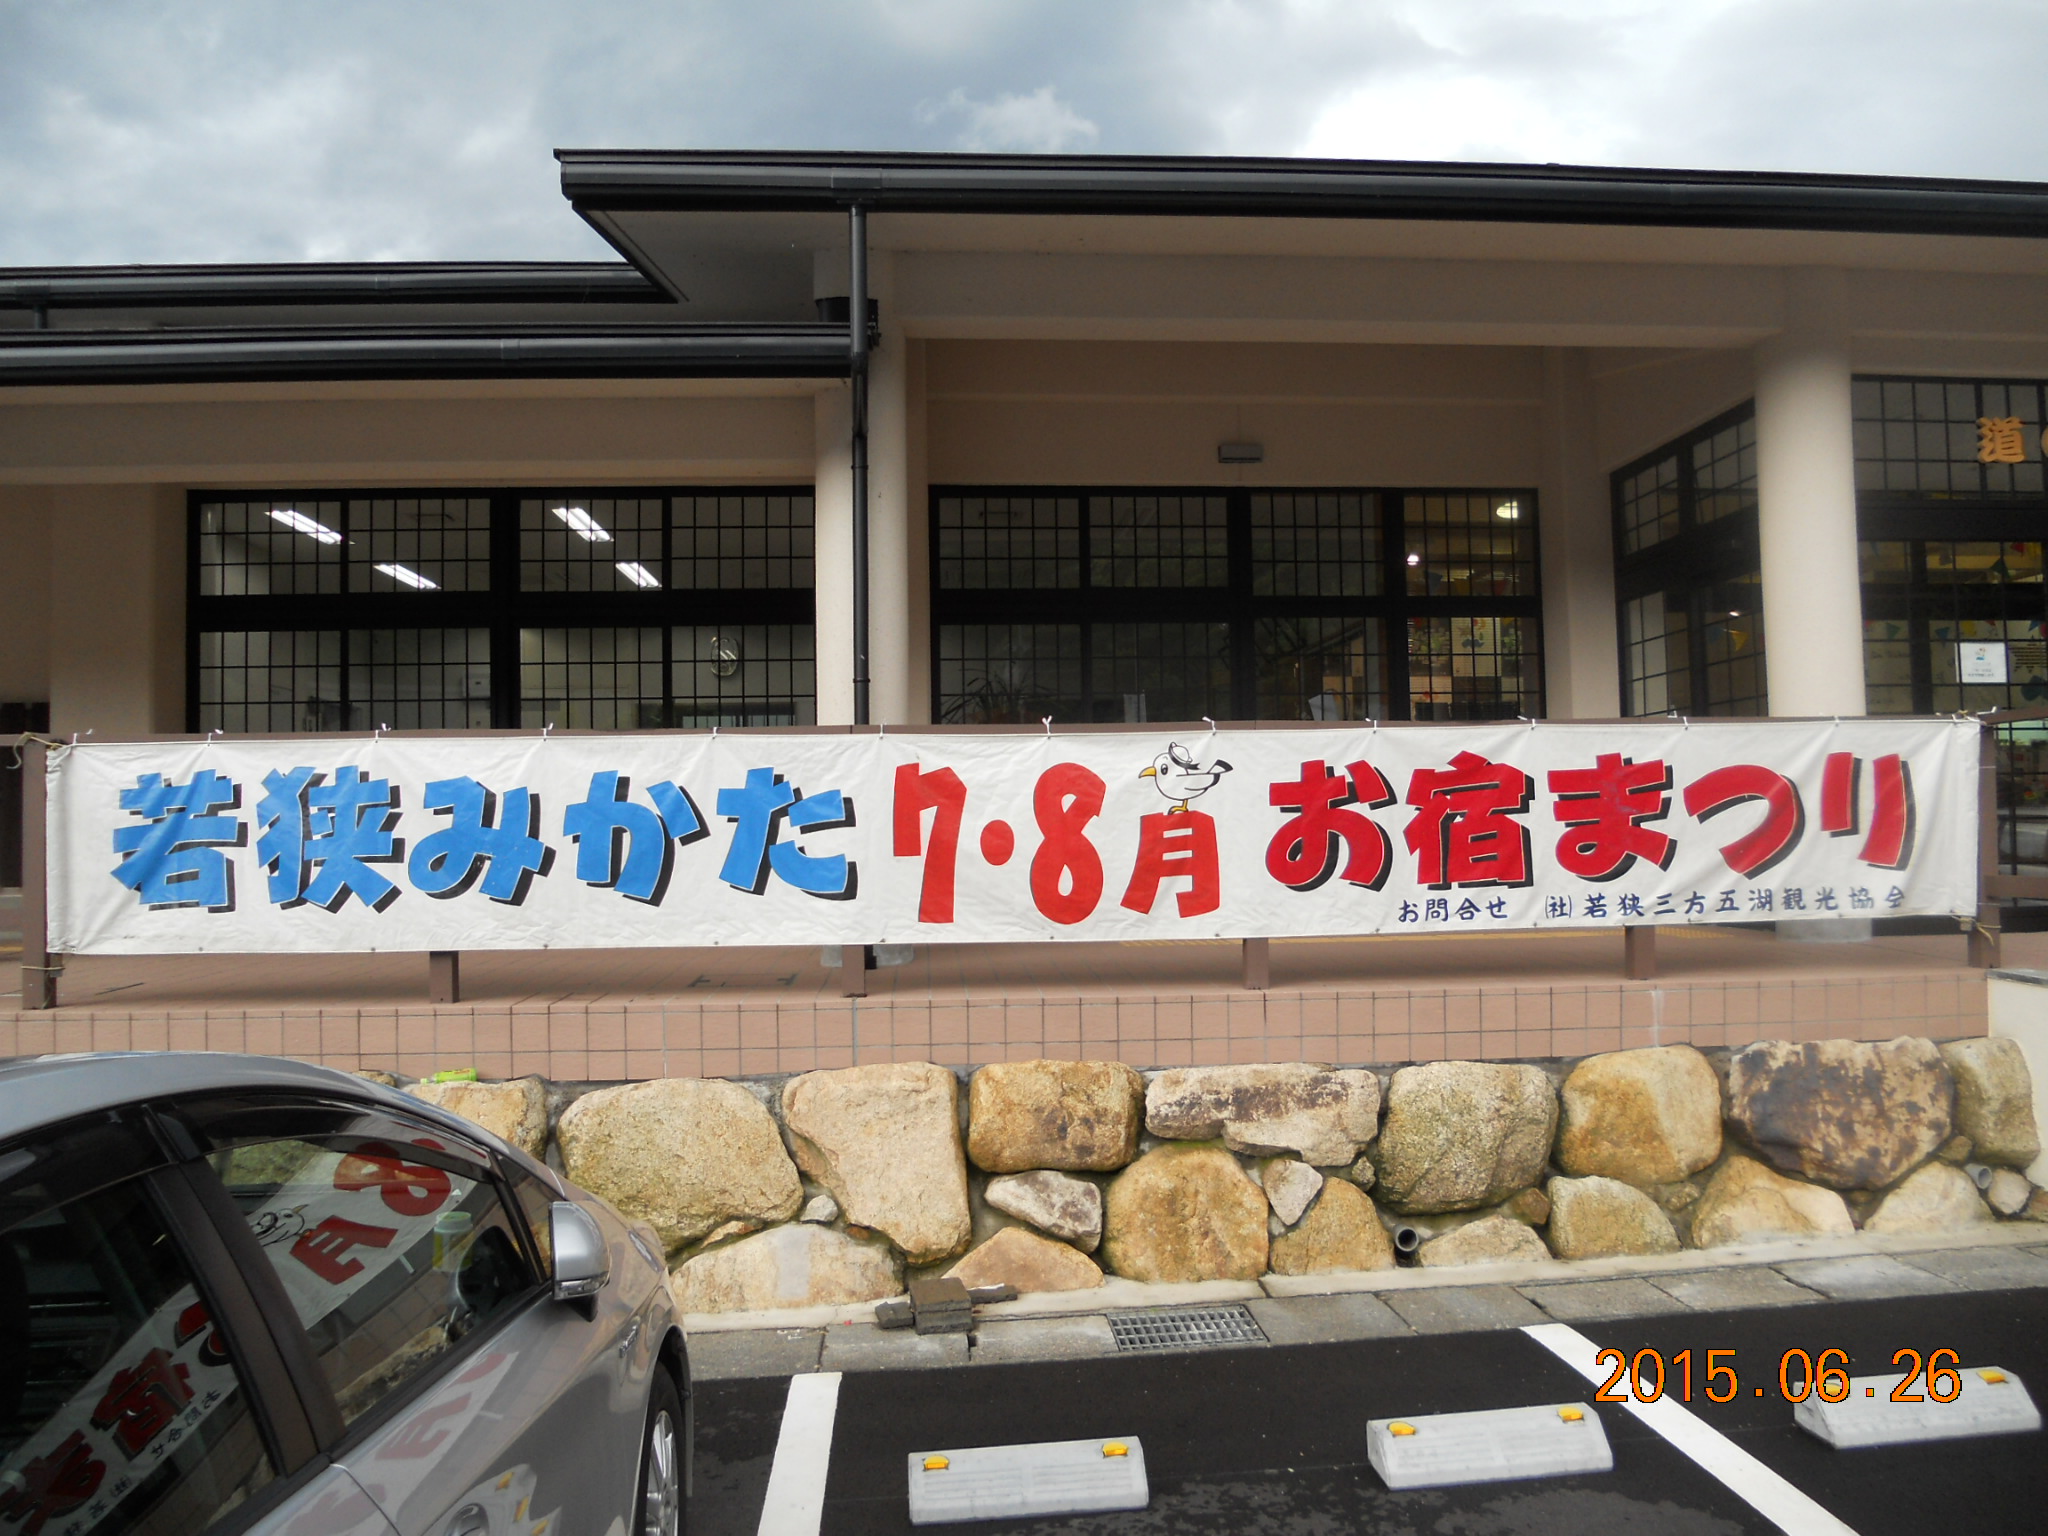 道
若狭みかた 7・8月 お宿まつり
お問合せ ㈳若狭三方五湖観光協会
2015.06.26